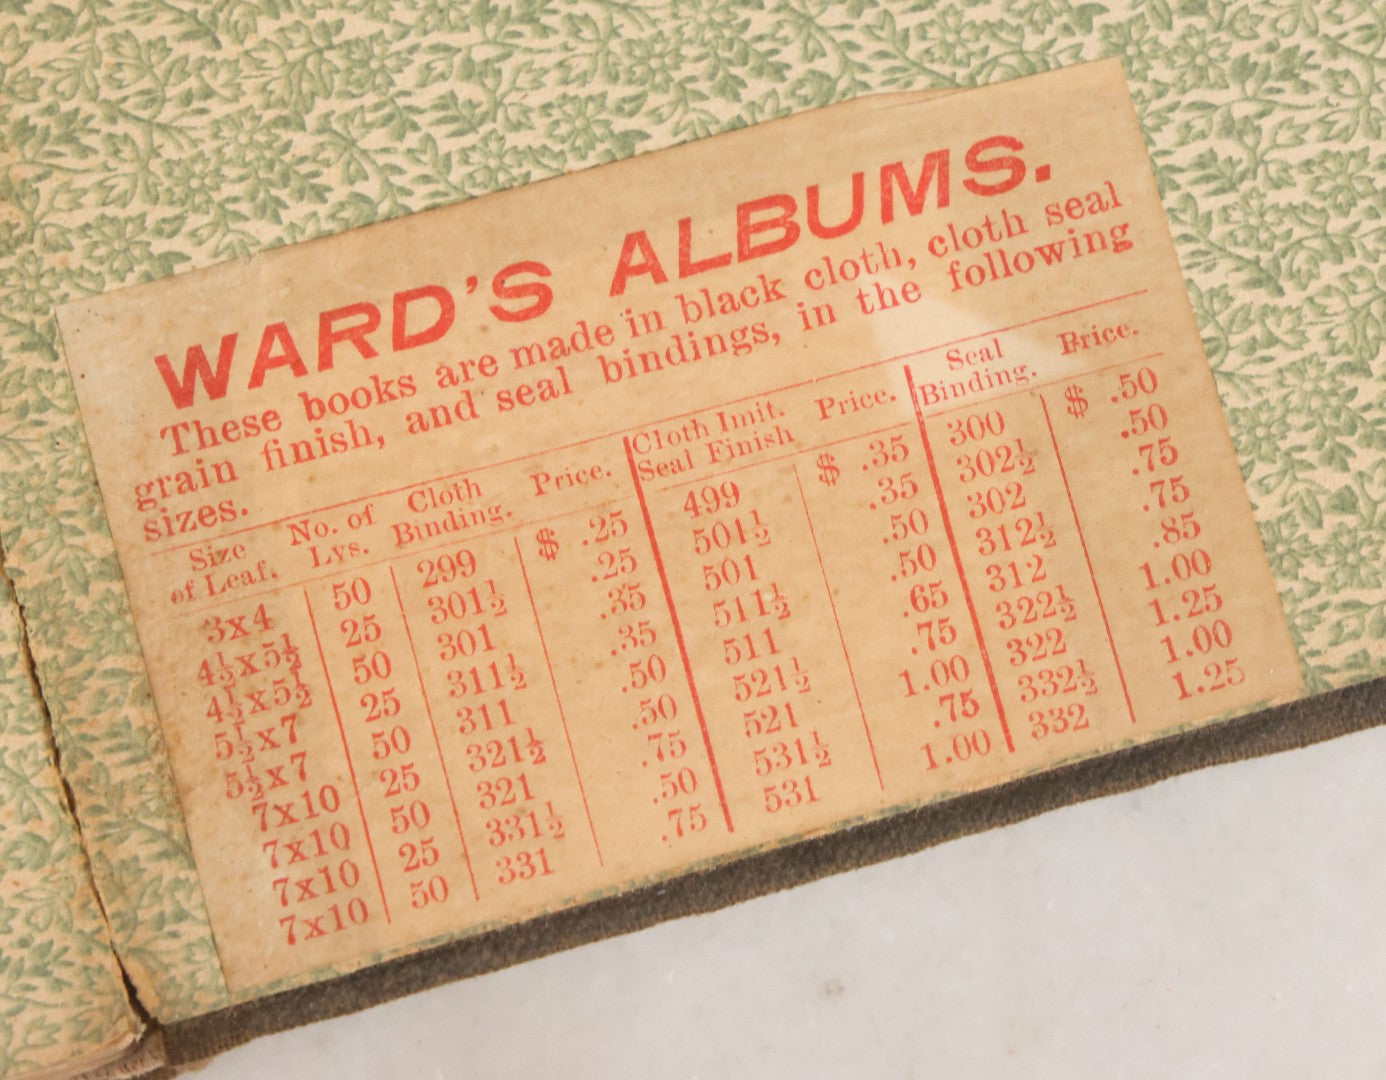 WARD'S ALBUMS.
These books are made in black cloth, cloth seal
grain finish, and seal bindings, in the following
sizes.
Size of Leaf. No. of Lvs. Cloth Binding. Price. Cloth Imit. Seal Finish Price. Seal Binding. Price.
3x4 50 299 $ .25 499 $ .35 300 $ .50
4½x5½ 25 301½ .25 501½ .35 302½ .50
4½x5½ 50 301 .35 501 .50 302 .75
5½x7 25 311½ .35 511½ .50 312½ .75
5½x7 50 311 .50 511 .65 312 .85
7x10 25 321½ .50 521½ .75 322½ 1.00
7x10 50 321 .75 521 1.00 322 1.25
7x10 25 331½ .50 531½ .75 332½ 1.00
7x10 50 331 .75 531 1.00 332 1.25